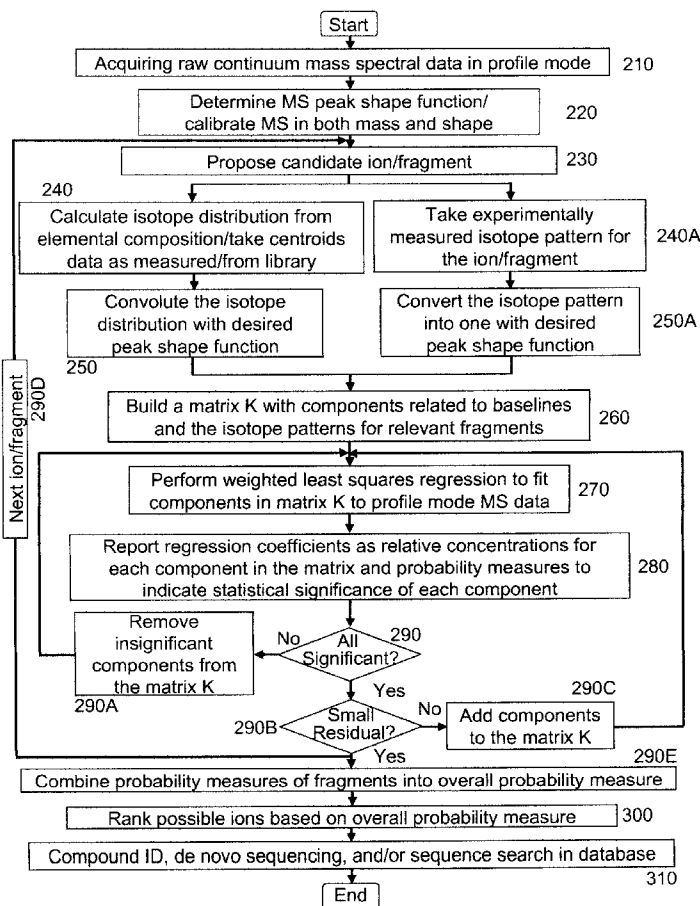 Start
Acquiring raw continuum mass spectral data in profile mode
210
Determine MS peak shape function/
calibrate MS in both mass and shape
220
Propose candidate ion/fragment
230
240
Calculate isotope distribution from
elemental composition/take centroids
data as measured/from library
Take experimentally
measured isotope pattern for
the ion/fragment
240A
Convolute the isotope
distribution with desired
peak shape function
250
Convert the isotope pattern
into one with desired
peak shape function
250A
Next ion/fragment
290D
Build a matrix K with components related to baselines
and the isotope patterns for relevant fragments
260
Perform weighted least squares regression to fit
components in matrix K to profile mode MS data
270
Report regression coefficients as relative concentrations for
each component in the matrix and probability measures to
indicate statistical significance of each component
280
Remove
insignificant
components from
the matrix K
290A
No
All
Significant?
290
Yes
290B
Small
Residual?
No
290C
Add components
to the matrix K
Yes
290E
Combine probability measures of fragments into overall probability measure
Rank possible ions based on overall probability measure
300
Compound ID, de novo sequencing, and/or sequence search in database
310
End